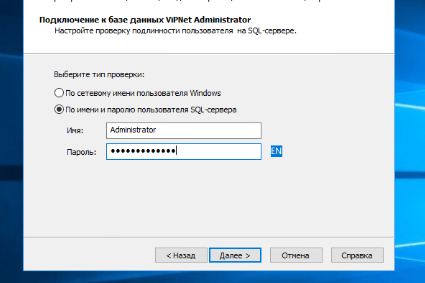 Подключение к базе данных ViPNet Administrator
Настройте проверку подлинности пользователя на SQL-сервере.
Выберите тип проверки:
По сетевому имени пользователя Windows
По имени и паролю пользователя SQL-сервера
Имя: Administrator
Пароль: •••••••••••••
EN
< Назад Далее > Отмена Справка